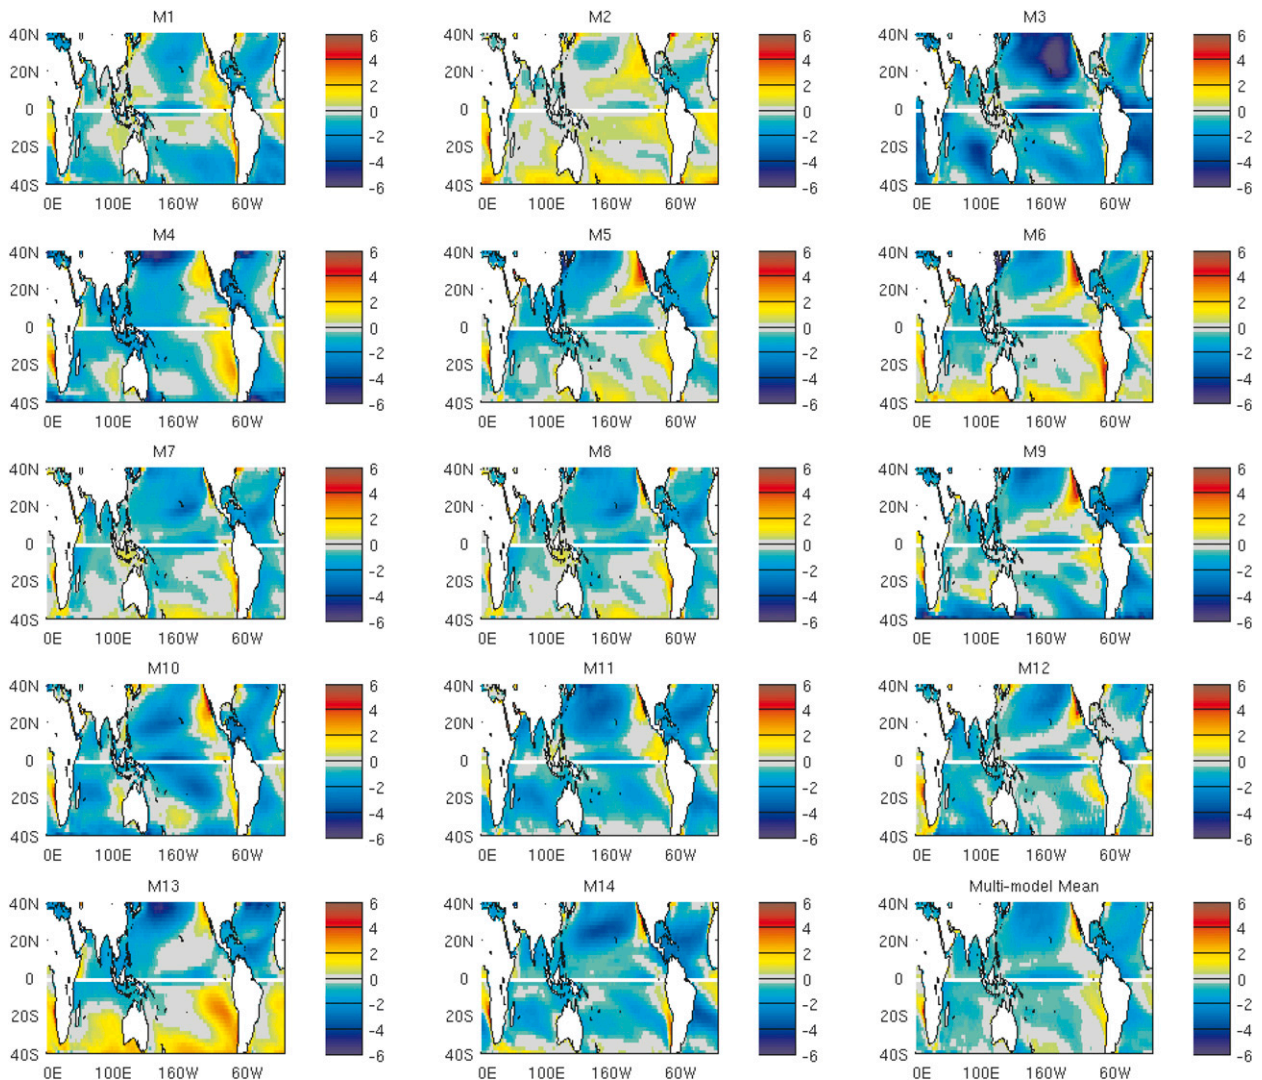 M1 M2 M3
40N 6 40N 6 40N 6
4 4 4
20N 2 20N 2 20N 2
0 0 0 0 0 0
-2 -2 -2
20S -4 20S -4 20S -4
40S -6 40S -6 40S -6
0E 100E 160W 60W 0E 100E 160W 60W 0E 100E 160W 60W
M4 M5 M6
40N 6 40N 6 40N 6
4 4 4
20N 2 20N 2 20N 2
0 0 0 0 0 0
-2 -2 -2
20S -4 20S -4 20S -4
40S -6 40S -6 40S -6
0E 100E 160W 60W 0E 100E 160W 60W 0E 100E 160W 60W
M7 M8 M9
40N 6 40N 6 40N 6
4 4 4
20N 2 20N 2 20N 2
0 0 0 0 0 0
-2 -2 -2
20S -4 20S -4 20S -4
40S -6 40S -6 40S -6
0E 100E 160W 60W 0E 100E 160W 60W 0E 100E 160W 60W
M10 M11 M12
40N 6 40N 6 40N 6
4 4 4
20N 2 20N 2 20N 2
0 0 0 0 0 0
-2 -2 -2
20S -4 20S -4 20S -4
40S -6 40S -6 40S -6
0E 100E 160W 60W 0E 100E 160W 60W 0E 100E 160W 60W
M13 M14 Multi-model Mean
40N 6 40N 6 40N 6
4 4 4
20N 2 20N 2 20N 2
0 0 0 0 0 0
-2 -2 -2
20S -4 20S -4 20S -4
40S -6 40S -6 40S -6
0E 100E 160W 60W 0E 100E 160W 60W 0E 100E 160W 60W